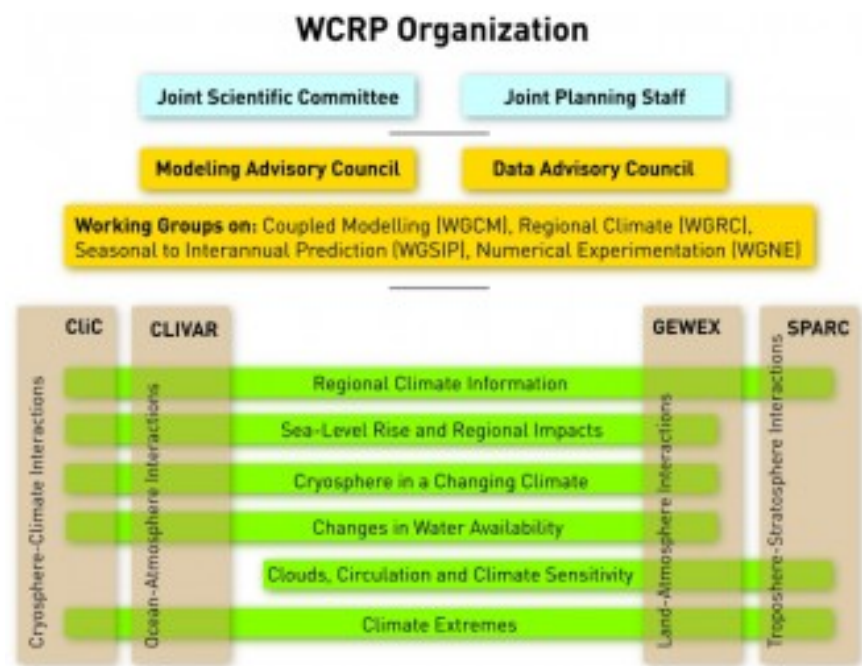 WCRP Organization
Joint Scientific Committee
Joint Planning Staff
Modeling Advisory Council
Data Advisory Council
Working Groups on: Coupled Modelling (WGCM), Regional Climate (WGRC),
Seasonal to Interannual Prediction (WGSIP), Numerical Experimentation (WGNE)
CliC
CLIVAR
GEWEX
SPARC
Cryosphere-Climate Interactions
Ocean-Atmosphere Interactions
Land-Atmosphere Interactions
Troposhere-Stratosphere Interactions
Regional Climate Information
Sea-Level Rise and Regional Impacts
Cryosphere in a Changing Climate
Changes in Water Availability
Clouds, Circulation and Climate Sensitivity
Climate Extremes